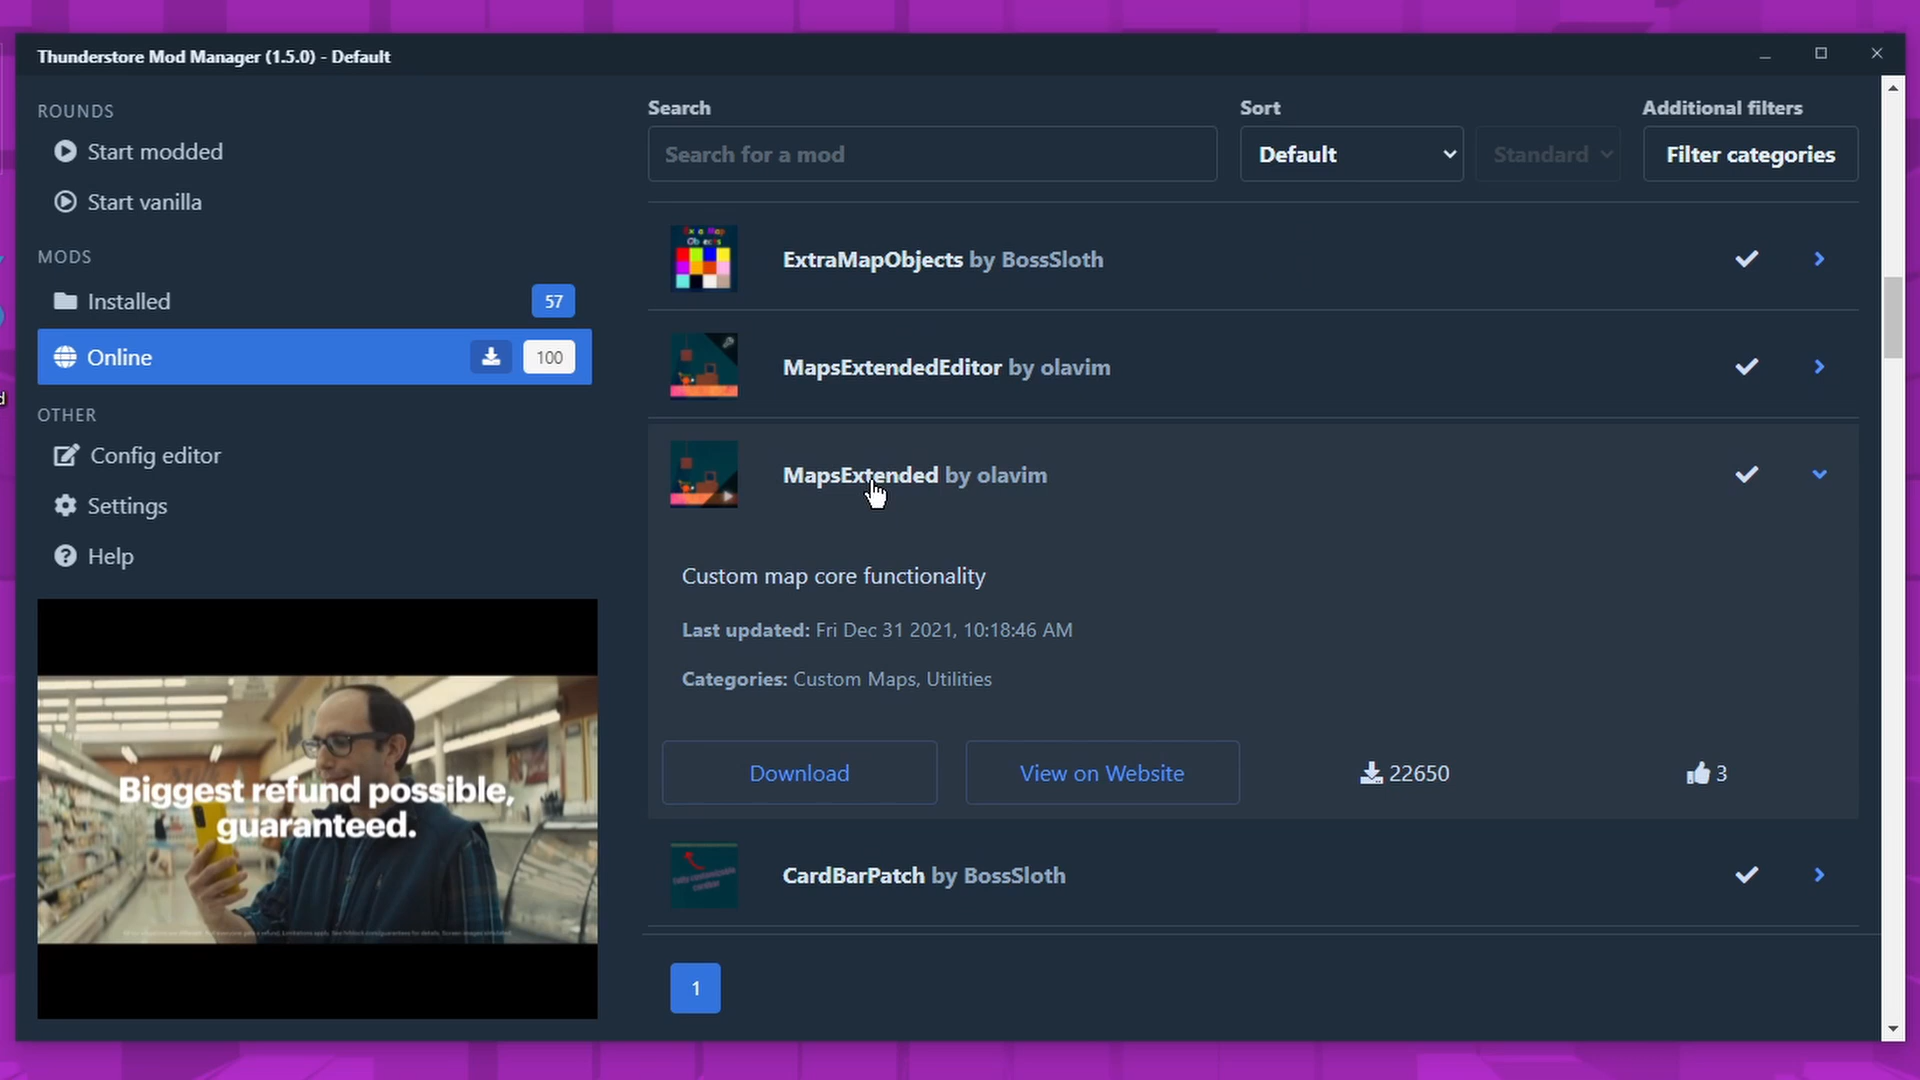 Thunderstore Mod Manager (1.5.0) - Default
ROUNDS
Start modded
Start vanilla
MODS
Installed
57
Online
100
OTHER
Config editor
Settings
Help
Biggest refund possible,
guaranteed.
Search
Sort
Additional filters
Search for a mod
Default
Standard
Filter categories
ExtraMapObjects by BossSloth
MapsExtendedEditor by olavim
MapsExtended by olavim
Custom map core functionality
Last updated: Fri Dec 31 2021, 10:18:46 AM
Categories: Custom Maps, Utilities
Download
View on Website
22650
3
CardBarPatch by BossSloth
1